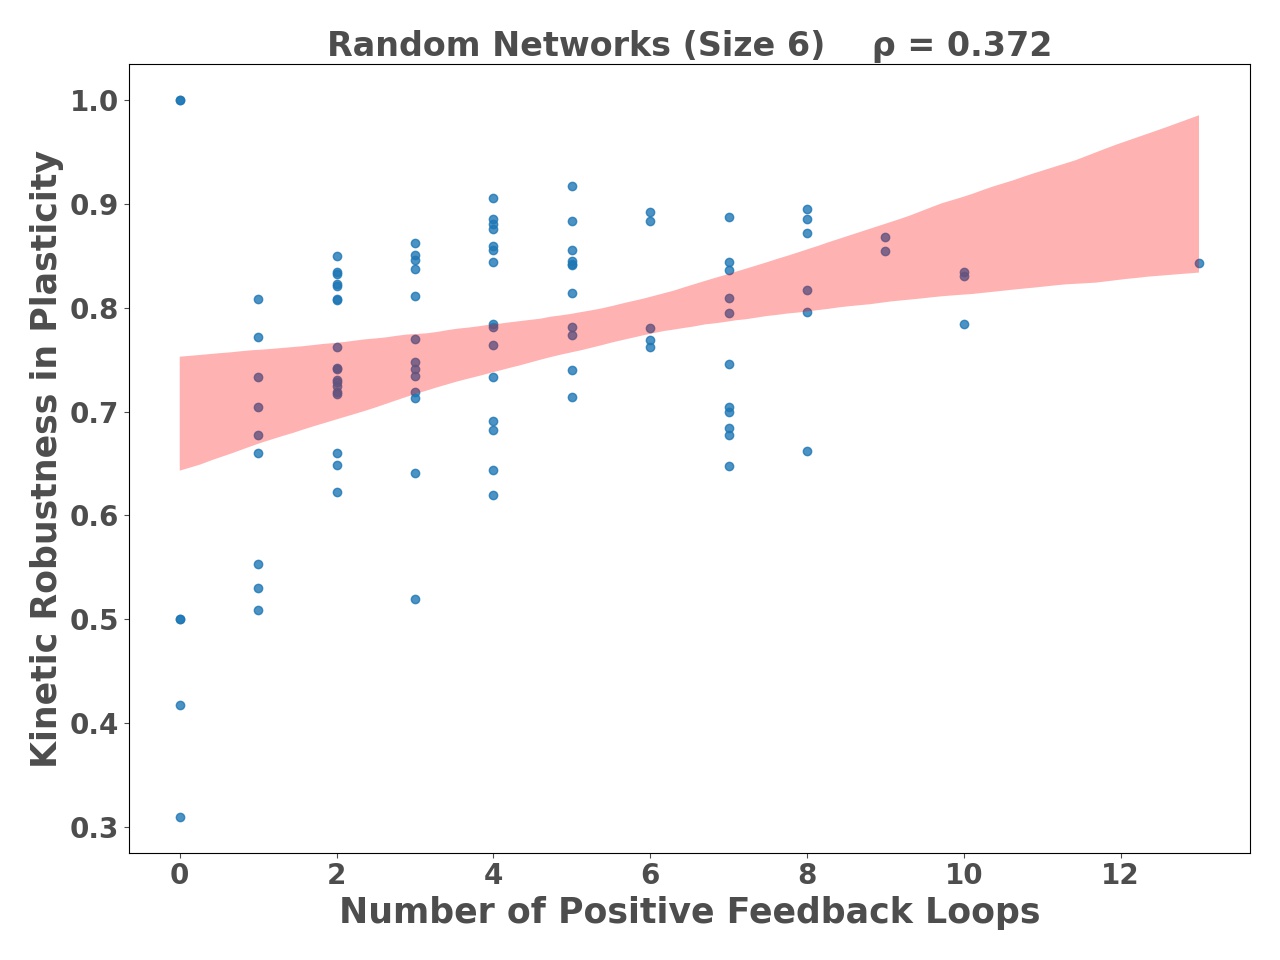 Random Networks (Size 6) ρ = 0.372
Kinetic Robustness in Plasticity
1.0
0.9
0.8
0.7
0.6
0.5
0.4
0.3
0 2 4 6 8 10 12
Number of Positive Feedback Loops